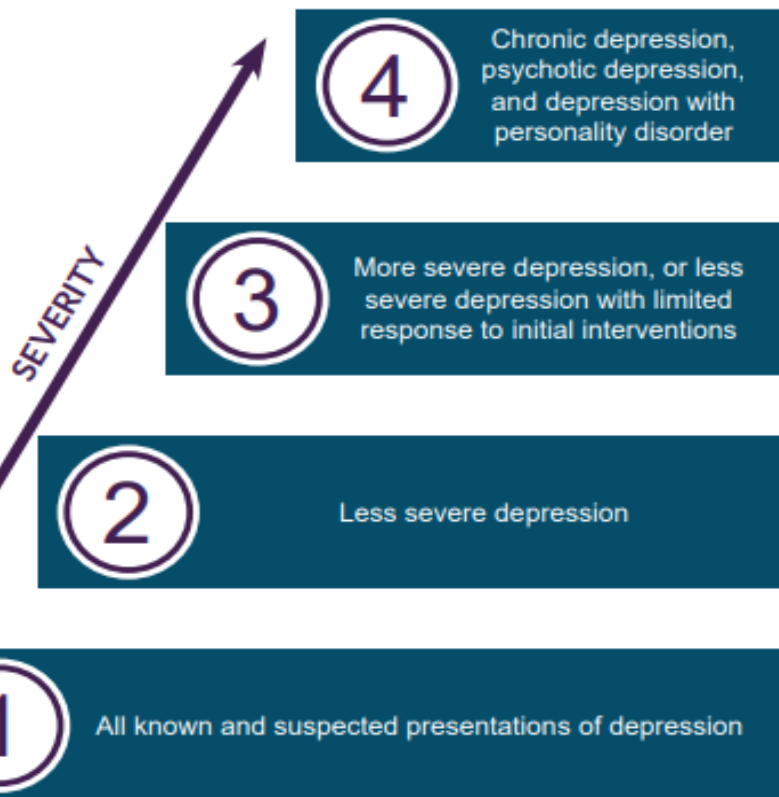 4
Chronic depression,
psychotic depression,
and depression with
personality disorder
SEVERITY
3
More severe depression, or less
severe depression with limited
response to initial interventions
2
Less severe depression
1
All known and suspected presentations of depression